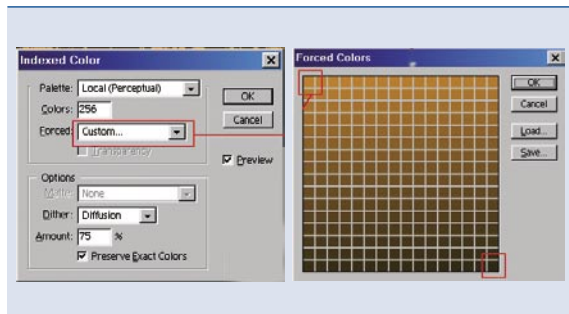 Indexed Color
Palette: Local (Perceptual)
OK
Colors: 256
Cancel
Forced: Custom...
Transparency
Preview
Options
Matte: None
Dither: Diffusion
Amount: 75 %
Preserve Exact Colors
Forced Colors
OK
Cancel
Load...
Save...